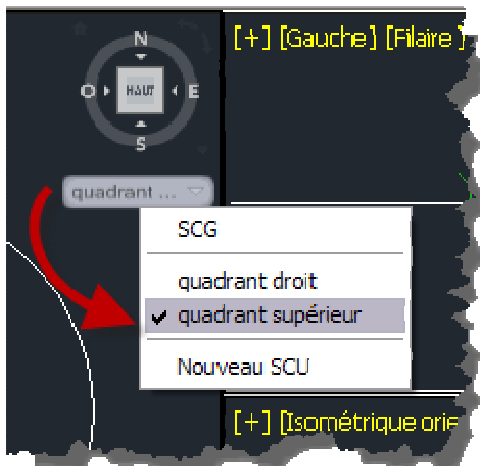 [+] [Gauche] [Filaire]
N
O HAUT E
S
quadrant ...
SCG
quadrant droit
✓ quadrant supérieur
Nouveau SCU
[+] [Isométrique orie